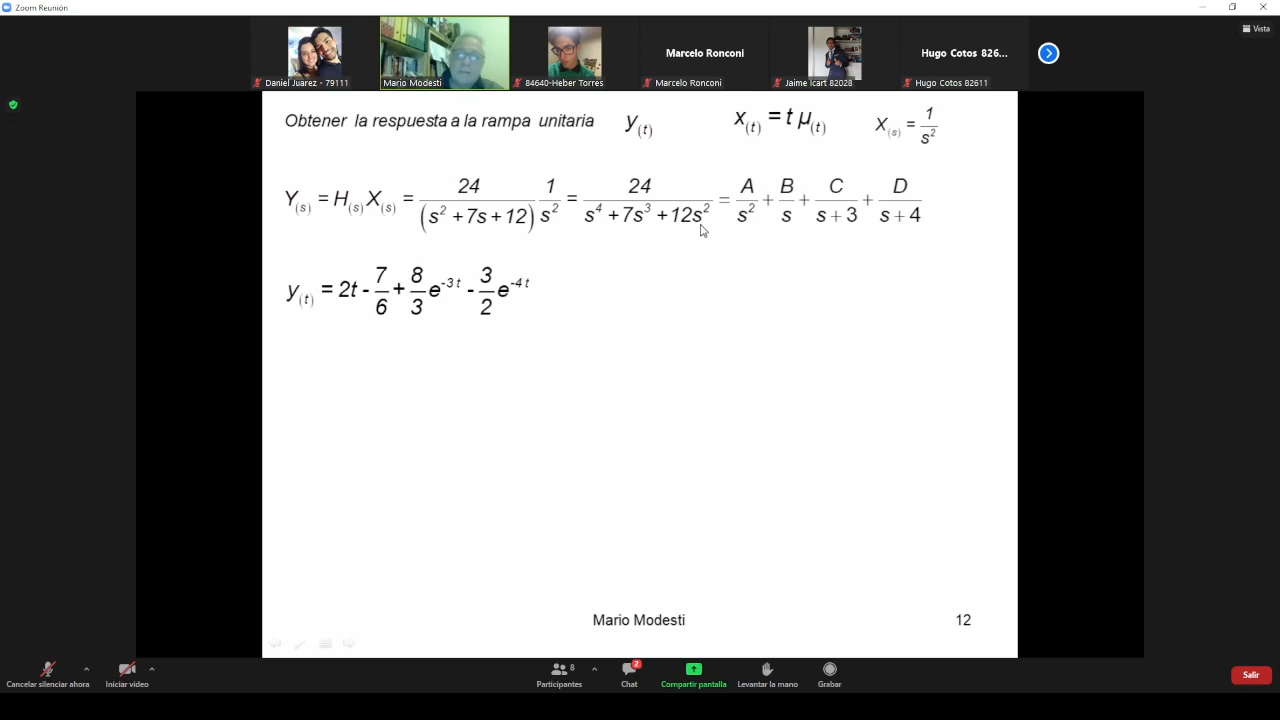 Zoom Reunión
Vista
Daniel Juarez - 79111
Mario Modesti
84640-Heber Torres
Marcelo Ronconi
Marcelo Ronconi
Jaime Icart 82028
Hugo Cotos 826...
Hugo Cotos 82611
Obtener la respuesta a la rampa unitaria y(t) x(t) = t μ(t) X(s) = 1/s²
Y(s) = H(s) X(s) = 24/(s² + 7s + 12) 1/s² = 24/(s⁴ + 7s³ + 12s²) = A/s² + B/s + C/(s + 3) + D/(s + 4)
y(t) = 2t - 7/6 + 8/3 e^(-3t) - 3/2 e^(-4t)
Mario Modesti 12
Cancelar silenciar ahora
Iniciar video
8
Participantes
2
Chat
Compartir pantalla
Levantar la mano
Grabar
Salir